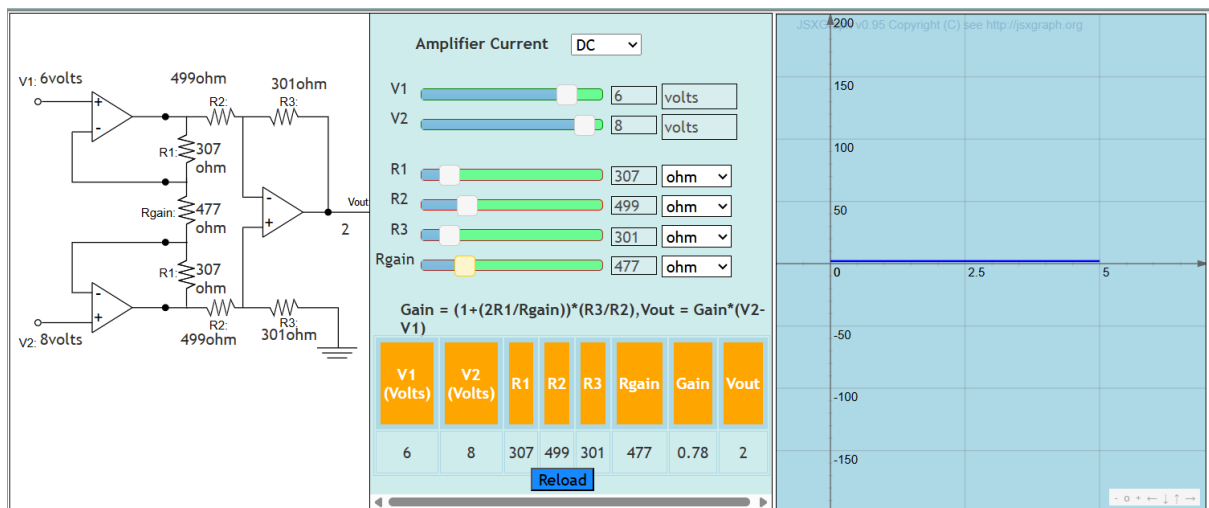 V1: 6volts
499ohm
R2:
301ohm
R3:
+
-
R1: 307
ohm
Rgain: 477
ohm
R1: 307
ohm
-
+
V2: 8volts
R2:
499ohm
R3:
301ohm
-
+
Vout
2
Amplifier Current DC
V1 6 volts
V2 8 volts
R1 307 ohm
R2 499 ohm
R3 301 ohm
Rgain 477 ohm
Gain = (1+(2R1/Rgain))*(R3/R2),Vout = Gain*(V2-
V1)
V1 (Volts) V2 (Volts) R1 R2 R3 Rgain Gain Vout
6 8 307 499 301 477 0.78 2
Reload
JSXGraph v0.95 Copyright (C) see http://jsxgraph.org
200
150
100
50
0 2.5 5
-50
-100
-150
- o + ← ↓ ↑ →